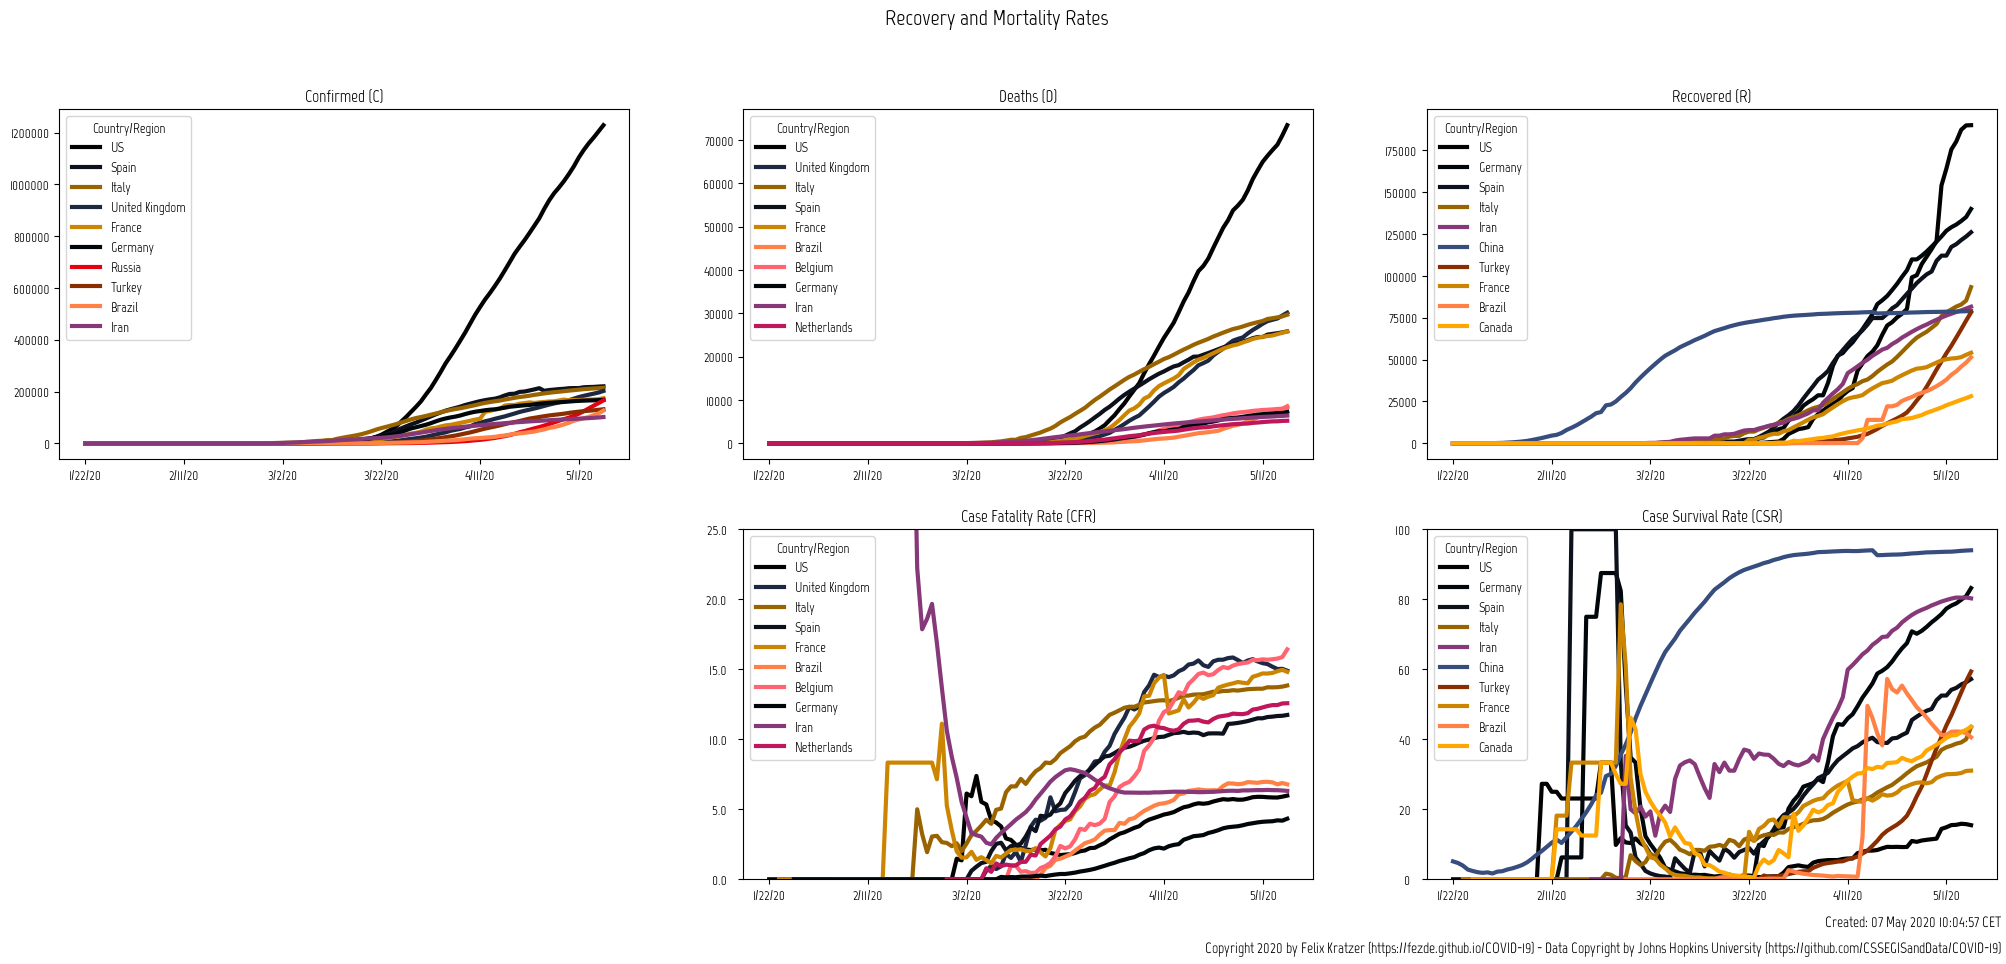 Recovery and Mortality Rates
Confirmed (C)
Country/Region
US
Spain
Italy
United Kingdom
France
Germany
Russia
Turkey
Brazil
Iran
1200000
1000000
800000
600000
400000
200000
0
1/22/20 2/11/20 3/2/20 3/22/20 4/11/20 5/1/20
Deaths (D)
Country/Region
US
United Kingdom
Italy
Spain
France
Brazil
Belgium
Germany
Iran
Netherlands
70000
60000
50000
40000
30000
20000
10000
0
1/22/20 2/11/20 3/2/20 3/22/20 4/11/20 5/1/20
Recovered (R)
Country/Region
US
Germany
Spain
Italy
Iran
China
Turkey
France
Brazil
Canada
175000
150000
125000
100000
75000
50000
25000
0
1/22/20 2/11/20 3/2/20 3/22/20 4/11/20 5/1/20
Case Fatality Rate (CFR)
Country/Region
US
United Kingdom
Italy
Spain
France
Brazil
Belgium
Germany
Iran
Netherlands
25.0
20.0
15.0
10.0
5.0
0.0
1/22/20 2/11/20 3/2/20 3/22/20 4/11/20 5/1/20
Case Survival Rate (CSR)
Country/Region
US
Germany
Spain
Italy
Iran
China
Turkey
France
Brazil
Canada
100
80
60
40
20
0
1/22/20 2/11/20 3/2/20 3/22/20 4/11/20 5/1/20
Created: 07 May 2020 10:04:57 CET
Copyright 2020 by Felix Kratzer (https://fezde.github.io/COVID-19) - Data Copyright by Johns Hopkins University (https://github.com/CSSEGISandData/COVID-19)